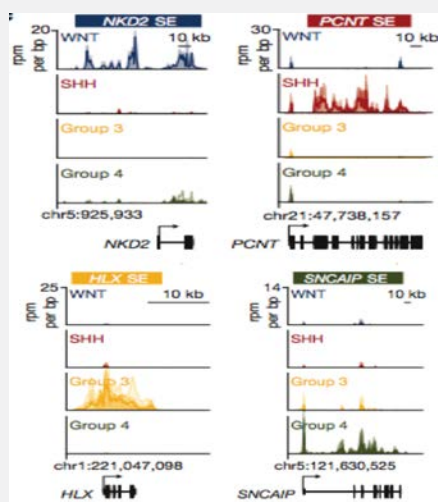 NKD2 SE
20
WNT
10 kb
rpm
per bp
SHH
Group 3
Group 4
chr5:925,933
NKD2
PCNT SE
30
WNT
10 kb
rpm
per bp
SHH
Group 3
Group 4
chr21:47,738,157
PCNT
HLX SE
25
WNT
10 kb
rpm
per bp
SHH
Group 3
Group 4
chr1:221,047,098
HLX
SNCAIP SE
14
WNT
10 kb
rpm
per bp
SHH
Group 3
Group 4
chr5:121,630,525
SNCAIP